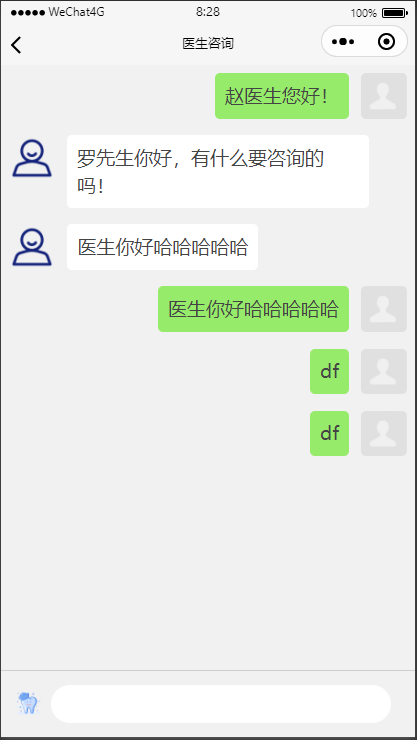 ●●●●● WeChat4G 8:28 100%
医生咨询
赵医生您好！
罗先生你好，有什么要咨询的
吗！
医生你好哈哈哈哈哈
医生你好哈哈哈哈哈
df
df